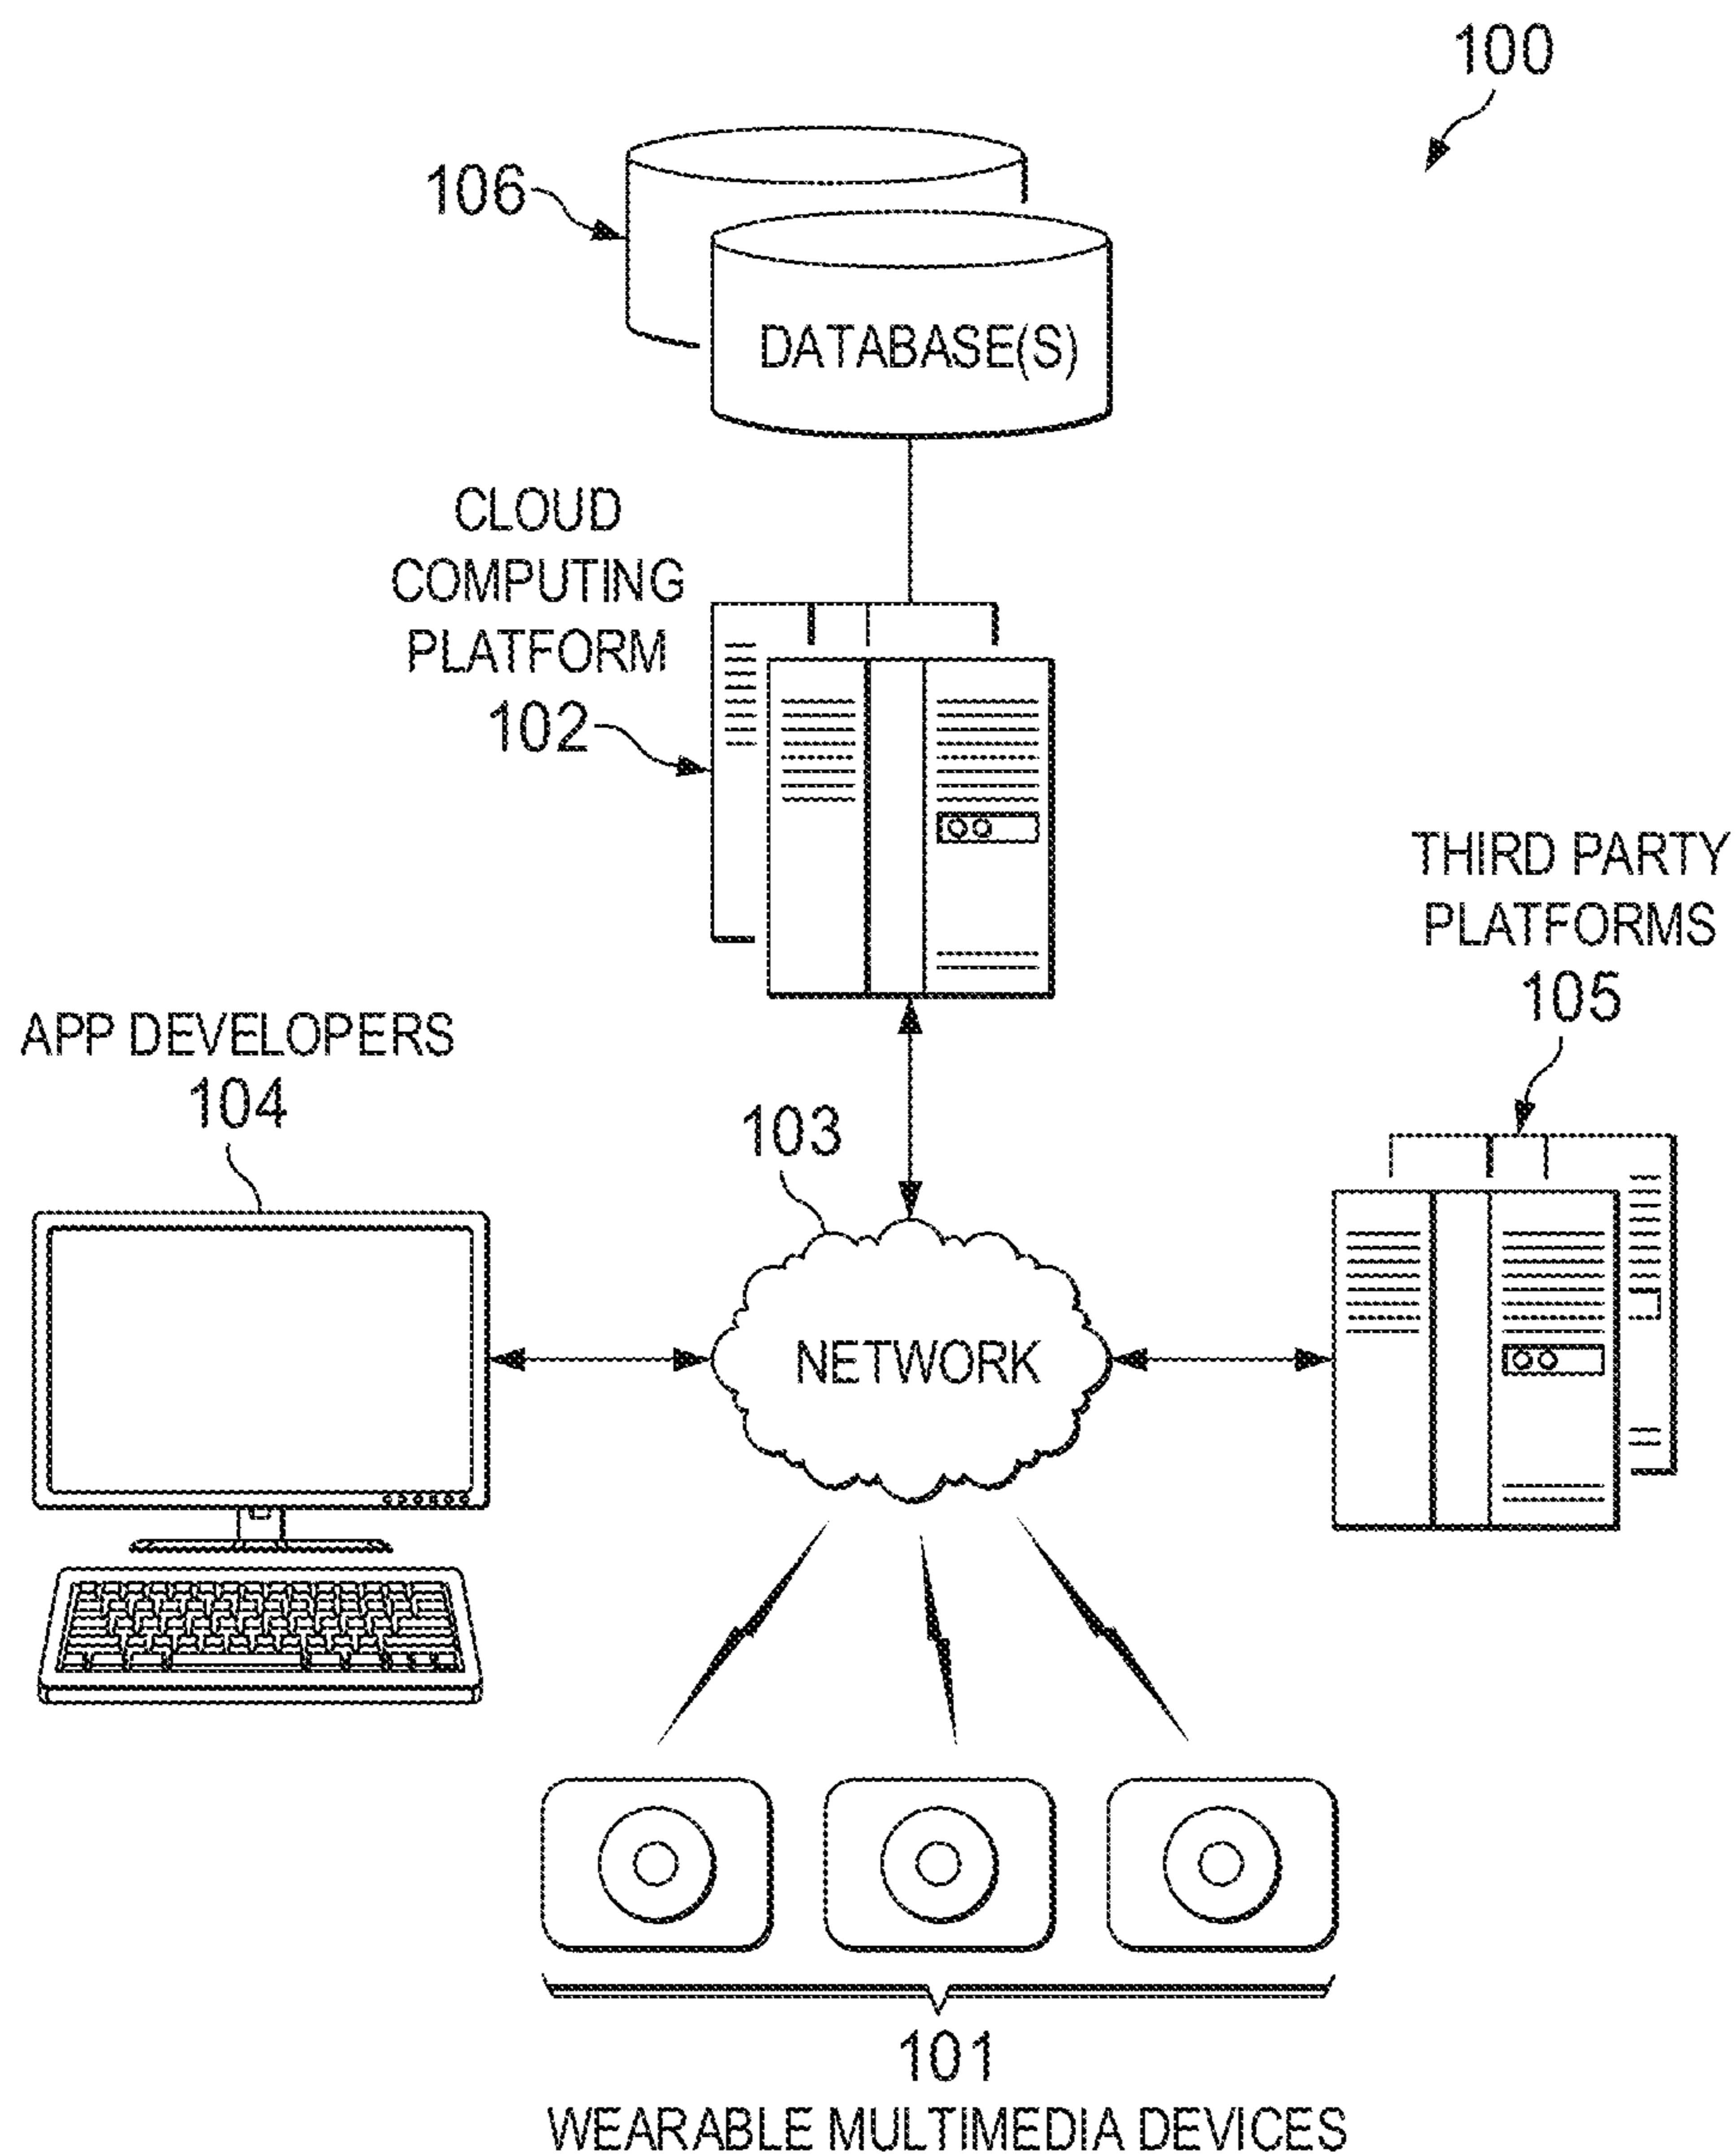 100
106
DATABASE(S)
CLOUD
COMPUTING
PLATFORM
102
THIRD PARTY
PLATFORMS
105
APP DEVELOPERS
104
103
NETWORK
101
WEARABLE MULTIMEDIA DEVICES